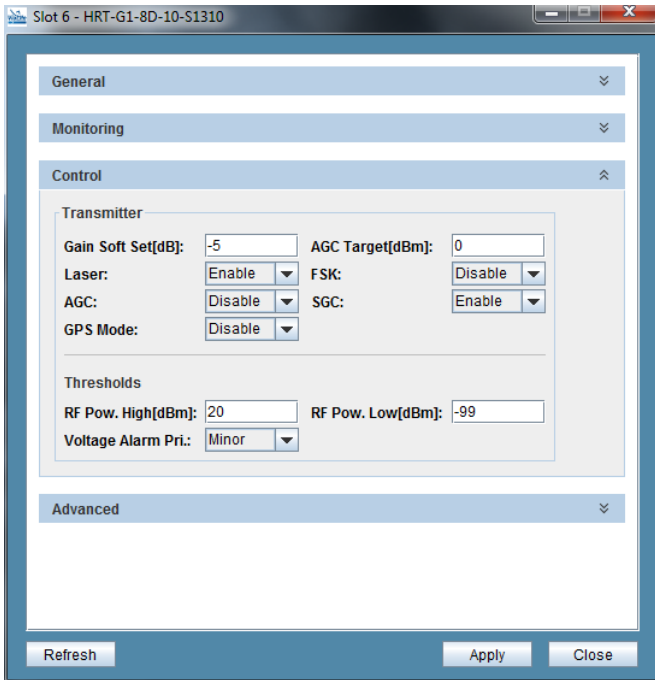 Slot 6 - HRT-G1-8D-10-S1310
General
Monitoring
Control
Transmitter
Gain Soft Set[dB]: -5 AGC Target[dBm]: 0
Laser: Enable FSK: Disable
AGC: Disable SGC: Enable
GPS Mode: Disable
Thresholds
RF Pow. High[dBm]: 20 RF Pow. Low[dBm]: -99
Voltage Alarm Pri.: Minor
Advanced
Refresh Apply Close